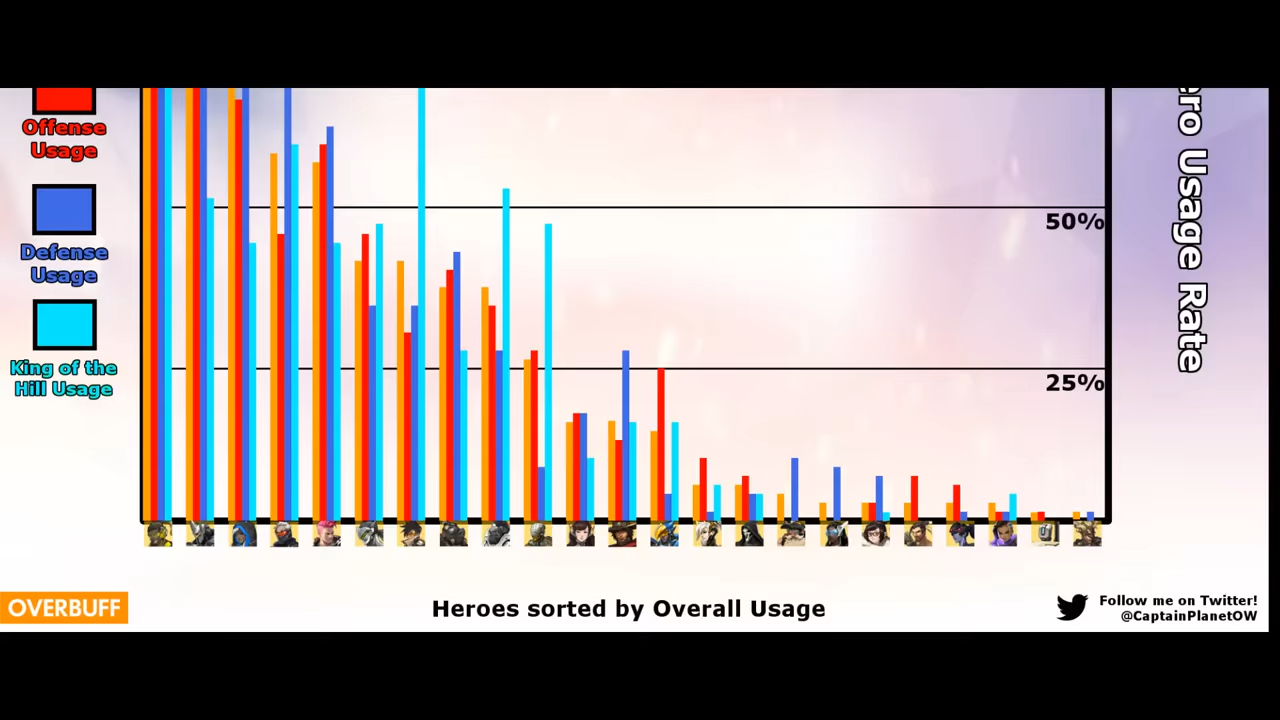 Offense
Usage
Defense
Usage
King of the
Hill Usage
50%
25%
ero Usage Rate
OVERBUFF
Heroes sorted by Overall Usage
Follow me on Twitter!
@CaptainPlanetOW